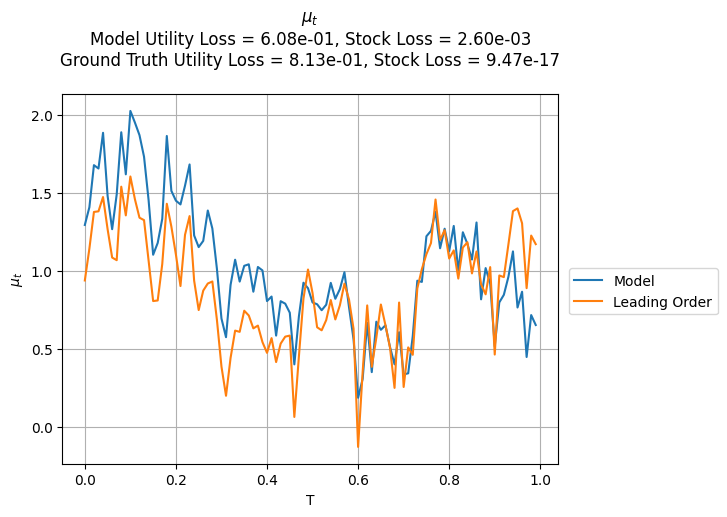 μt
Model Utility Loss = 6.08e-01, Stock Loss = 2.60e-03
Ground Truth Utility Loss = 8.13e-01, Stock Loss = 9.47e-17
2.0
1.5
1.0
0.5
0.0
μt
0.0 0.2 0.4 0.6 0.8 1.0
T
Model
Leading Order